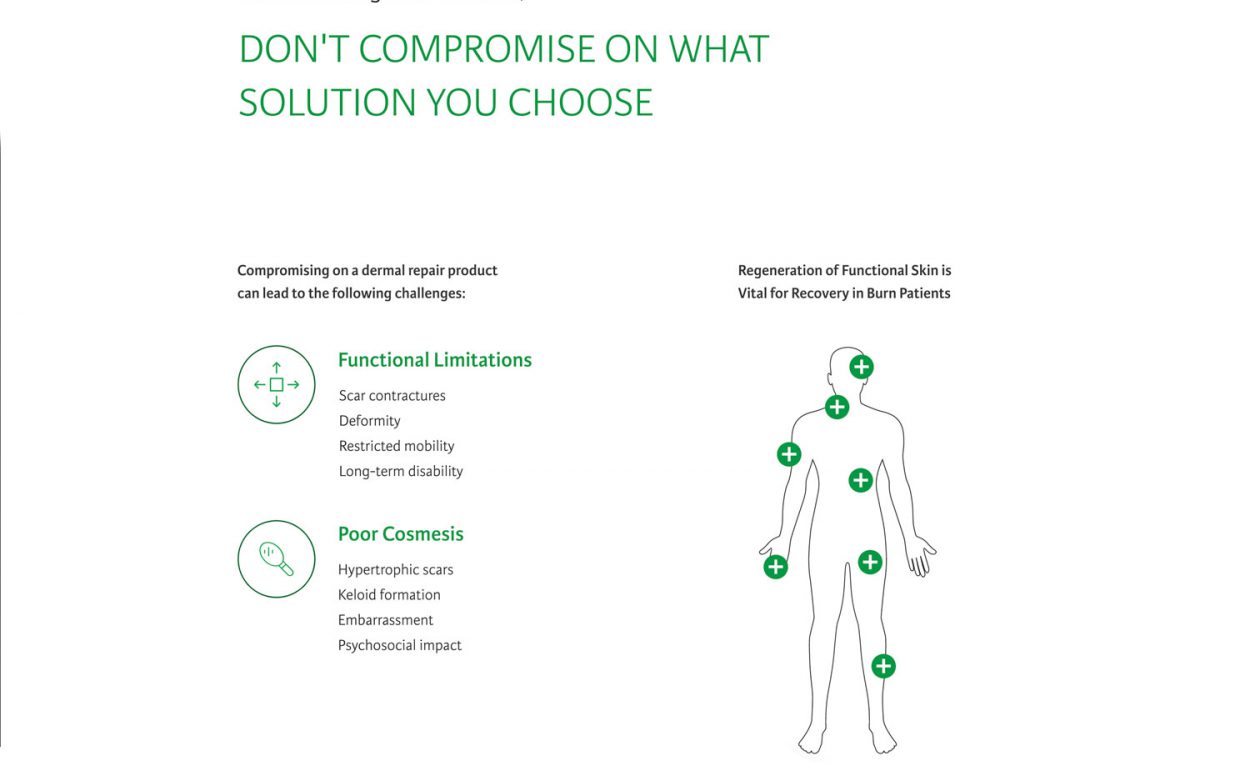 DON'T COMPROMISE ON WHAT
SOLUTION YOU CHOOSE
Compromising on a dermal repair product
can lead to the following challenges:
Functional Limitations
Scar contractures
Deformity
Restricted mobility
Long-term disability
Poor Cosmesis
Hypertrophic scars
Keloid formation
Embarrassment
Psychosocial impact
Regeneration of Functional Skin is
Vital for Recovery in Burn Patients